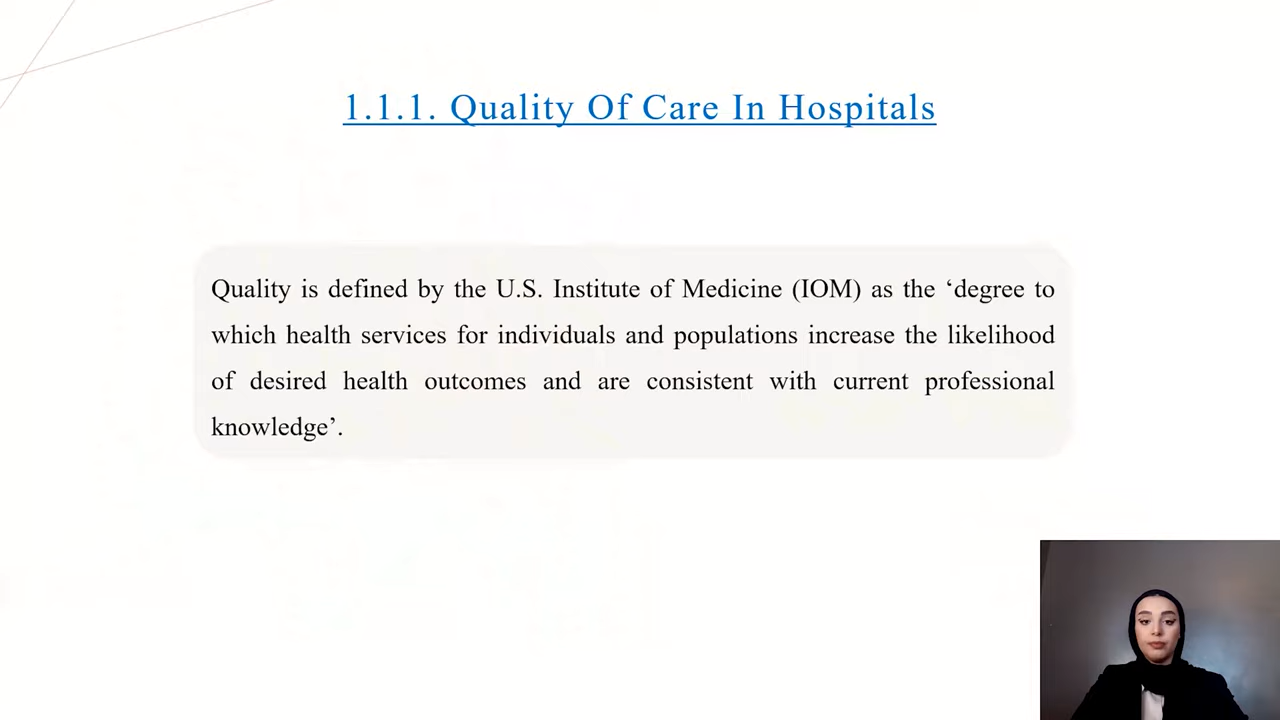 1.1.1. Quality Of Care In Hospitals
Quality is defined by the U.S. Institute of Medicine (IOM) as the ‘degree to
which health services for individuals and populations increase the likelihood
of desired health outcomes and are consistent with current professional
knowledge’.